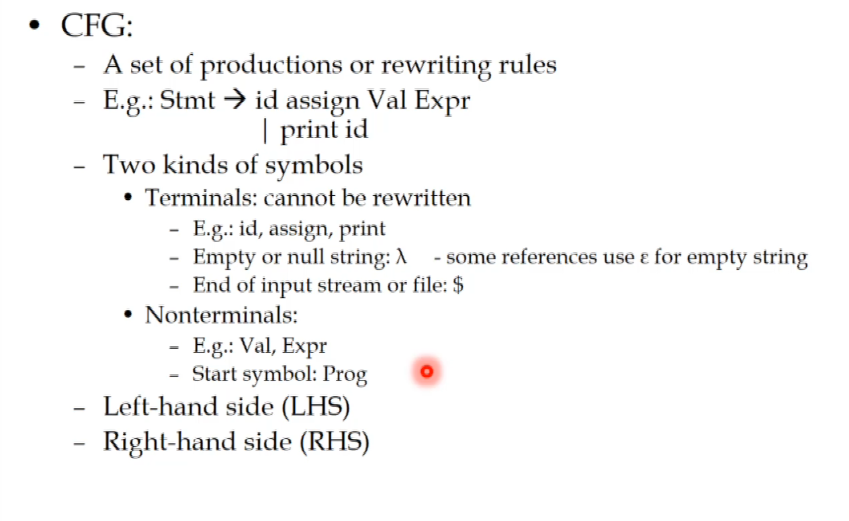 • CFG:
– A set of productions or rewriting rules
– E.g.: Stmt → id assign Val Expr
| print id
– Two kinds of symbols
• Terminals: cannot be rewritten
– E.g.: id, assign, print
– Empty or null string: λ - some references use ε for empty string
– End of input stream or file: $
• Nonterminals:
– E.g.: Val, Expr
– Start symbol: Prog
– Left-hand side (LHS)
– Right-hand side (RHS)